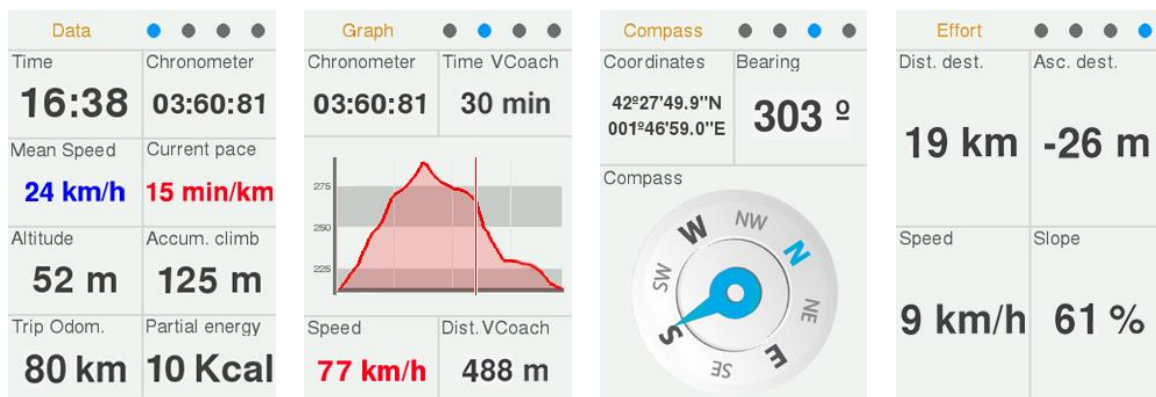 Data
Time Chronometer
16:38 03:60:81
Mean Speed Current pace
24 km/h 15 min/km
Altitude Accum. climb
52 m 125 m
Trip Odom. Partial energy
80 km 10 Kcal
Graph
Chronometer Time VCoach
03:60:81 30 min
275
250
225
Speed Dist.VCoach
77 km/h 488 m
Compass
Coordinates Bearing
42º27'49.9"N
001º46'59.0"E
303 º
Compass
W NW N
SW NE
S SE E
Effort
Dist. dest. Asc. dest.
19 km -26 m
Speed Slope
9 km/h 61 %